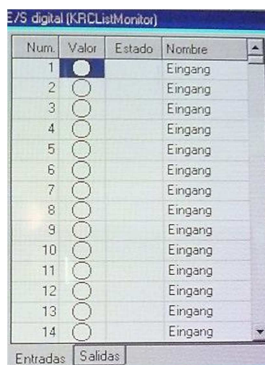 E/S digital (KRCListMonitor)
Num. Valor Estado Nombre
1 Eingang
2 Eingang
3 Eingang
4 Eingang
5 Eingang
6 Eingang
7 Eingang
8 Eingang
9 Eingang
10 Eingang
11 Eingang
12 Eingang
13 Eingang
14 Eingang
Entradas Salidas